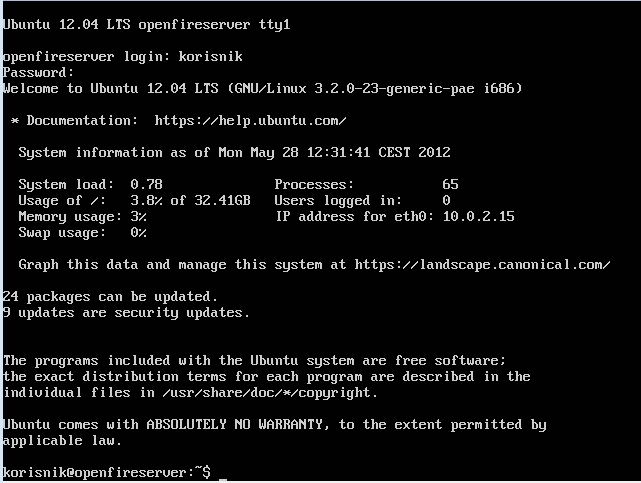 Ubuntu 12.04 LTS openfireserver tty1
openfireserver login: korisnik
Password:
Welcome to Ubuntu 12.04 LTS (GNU/Linux 3.2.0-23-generic-pae i686)
* Documentation:  https://help.ubuntu.com/
System information as of Mon May 28 12:31:41 CEST 2012
System load:  0.78              Processes:           65
Usage of /:   3.8% of 32.41GB   Users logged in:     0
Memory usage: 3%                IP address for eth0: 10.0.2.15
Swap usage:   0%
Graph this data and manage this system at https://landscape.canonical.com/
24 packages can be updated.
9 updates are security updates.
The programs included with the Ubuntu system are free software;
the exact distribution terms for each program are described in the
individual files in /usr/share/doc/*/copyright.
Ubuntu comes with ABSOLUTELY NO WARRANTY, to the extent permitted by
applicable law.
korisnik@openfireserver:~$ _